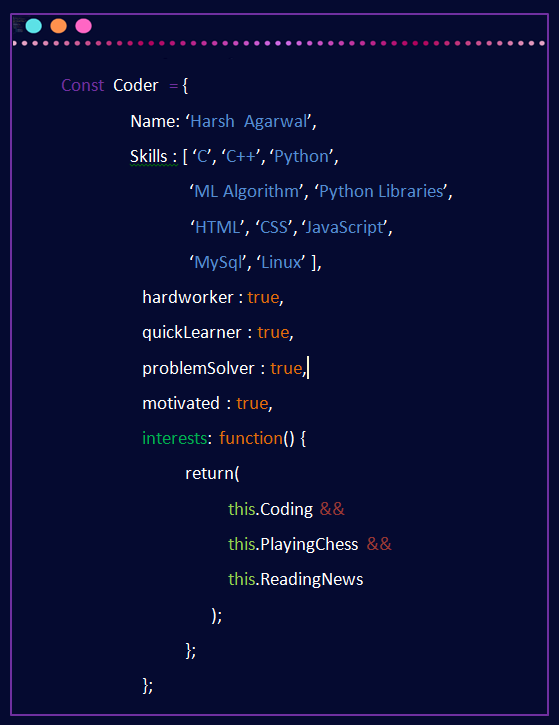 Const Coder = {
Name: ‘Harsh Agarwal’,
Skills : [ ‘C’, ‘C++’, ‘Python’,
‘ML Algorithm’, ‘Python Libraries’,
‘HTML’, ‘CSS’, ‘JavaScript’,
‘MySql’, ‘Linux’ ],
hardworker : true,
quickLearner : true,
problemSolver : true,
motivated : true,
interests: function() {
return(
this.Coding &&
this.PlayingChess &&
this.ReadingNews
);
};
};